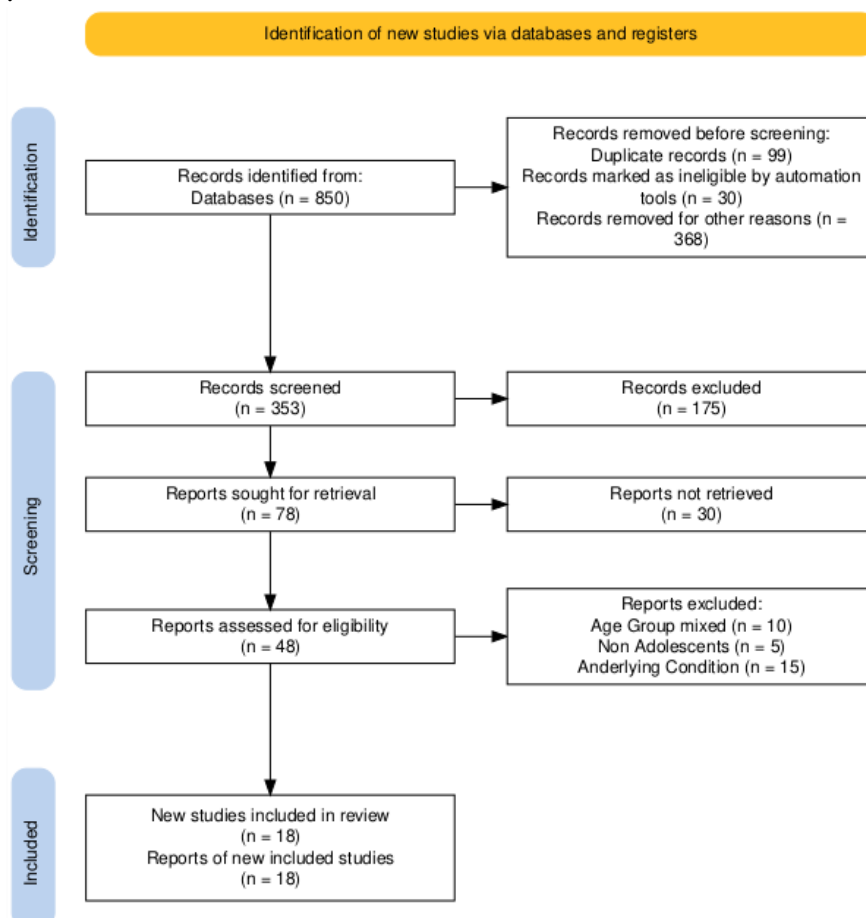 Identification of new studies via databases and registers
Identification
Records identified from:
Databases (n = 850)
Records removed before screening:
Duplicate records (n = 99)
Records marked as ineligible by automation
tools (n = 30)
Records removed for other reasons (n =
368)
Screening
Records screened
(n = 353)
Records excluded
(n = 175)
Reports sought for retrieval
(n = 78)
Reports not retrieved
(n = 30)
Reports assessed for eligibility
(n = 48)
Reports excluded:
Age Group mixed (n = 10)
Non Adolescents (n = 5)
Anderlying Condition (n = 15)
Included
New studies included in review
(n = 18)
Reports of new included studies
(n = 18)